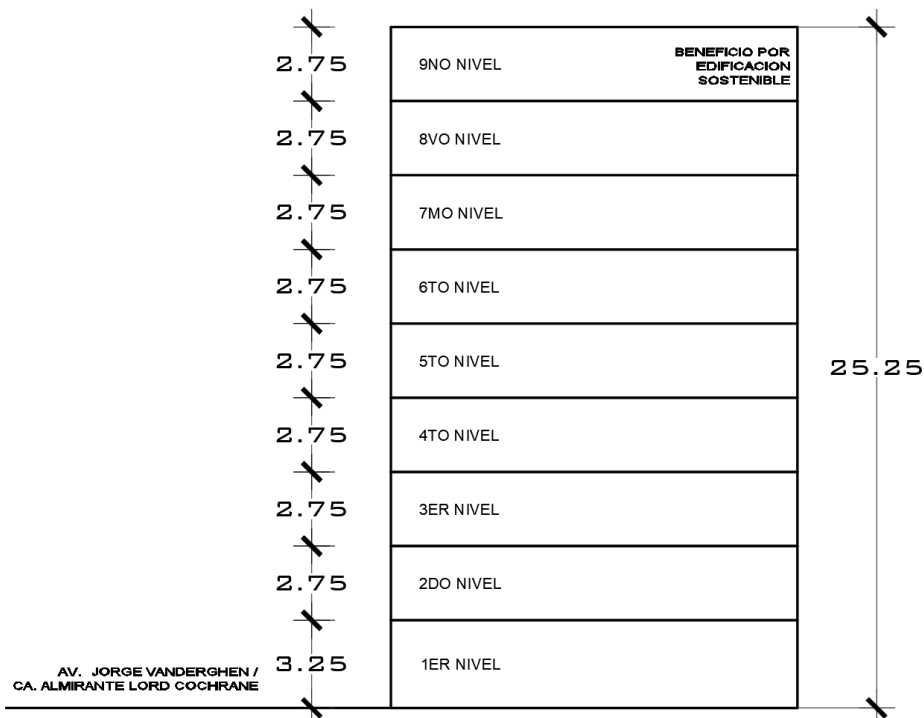 2.75
9NO NIVEL
BENEFICIO POR
EDIFICACION
SOSTENIBLE
2.75
8VO NIVEL
2.75
7MO NIVEL
2.75
6TO NIVEL
2.75
5TO NIVEL
25.25
2.75
4TO NIVEL
2.75
3ER NIVEL
2.75
2DO NIVEL
3.25
1ER NIVEL
AV. JORGE VANDERGHEN /
CA. ALMIRANTE LORD COCHRANE